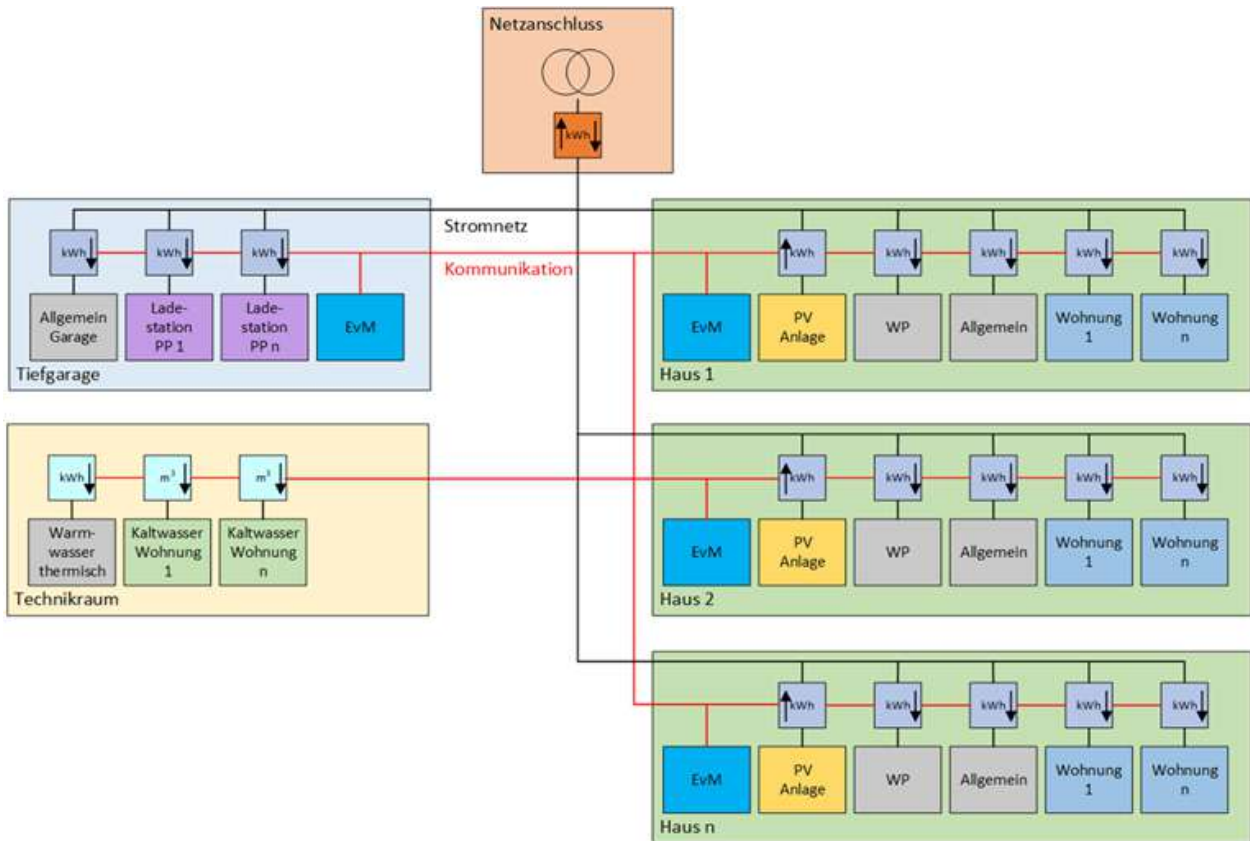 Netzanschluss
kWh
Stromnetz
Kommunikation
kWh
kWh
kWh
Allgemein
Garage
Lade-
station
PP 1
Lade-
station
PP n
EvM
Tiefgarage
kWh
kWh
kWh
kWh
kWh
EvM
PV
Anlage
WP
Allgemein
Wohnung
1
Wohnung
n
Haus 1
kWh
m³
m³
Warm-
wasser
thermisch
Kaltwasser
Wohnung
1
Kaltwasser
Wohnung
n
Technikraum
kWh
kWh
kWh
kWh
kWh
EvM
PV
Anlage
WP
Allgemein
Wohnung
1
Wohnung
n
Haus 2
kWh
kWh
kWh
kWh
kWh
EvM
PV
Anlage
WP
Allgemein
Wohnung
1
Wohnung
n
Haus n